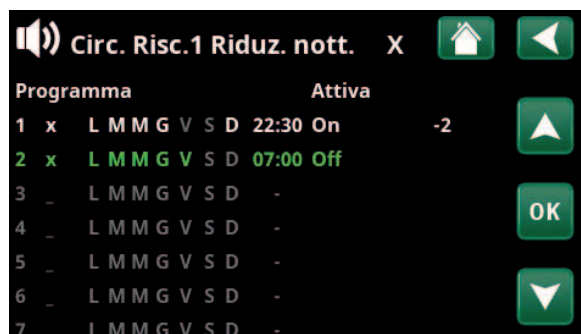 Circ. Risc.1 Riduz. nott. X
Programma Attiva
1 x L M M G V S D 22:30 On -2
2 x L M M G V S D 07:00 Off
3 _ L M M G V S D -
4 _ L M M G V S D -
OK
5 _ L M M G V S D -
6 _ L M M G V S D -
7 L M M G V S D -